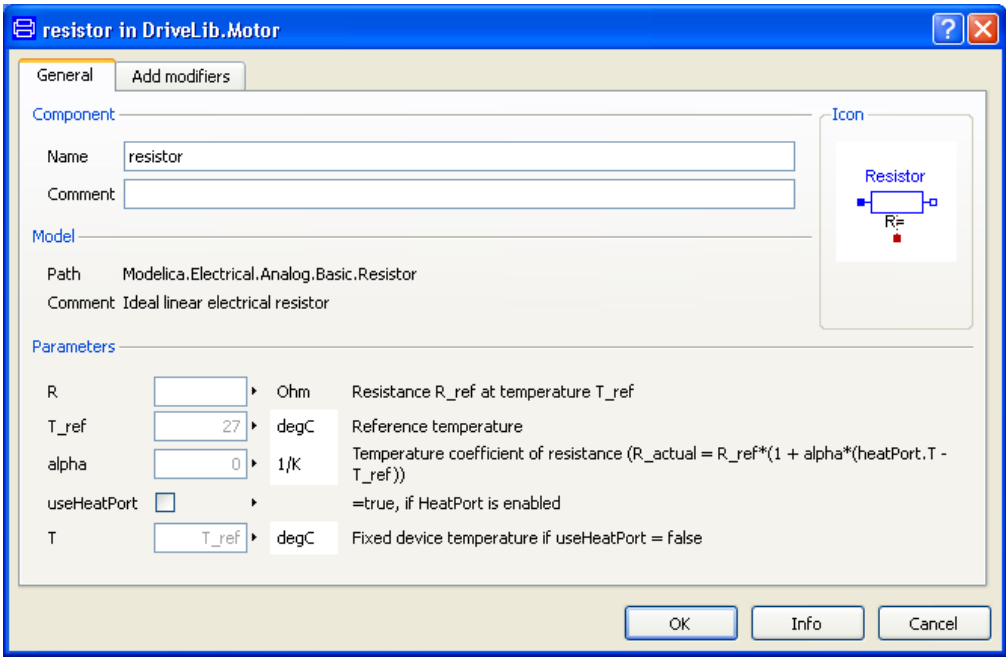 resistor in DriveLib.Motor
General
Add modifiers
Component
Name
resistor
Comment
Icon
Resistor
R=
Model
Path
Modelica.Electrical.Analog.Basic.Resistor
Comment
Ideal linear electrical resistor
Parameters
R
Ohm
Resistance R_ref at temperature T_ref
T_ref
27
degC
Reference temperature
alpha
0
1/K
Temperature coefficient of resistance (R_actual = R_ref*(1 + alpha*(heatPort.T -
T_ref))
useHeatPort
=true, if HeatPort is enabled
T
T_ref
degC
Fixed device temperature if useHeatPort = false
OK
Info
Cancel